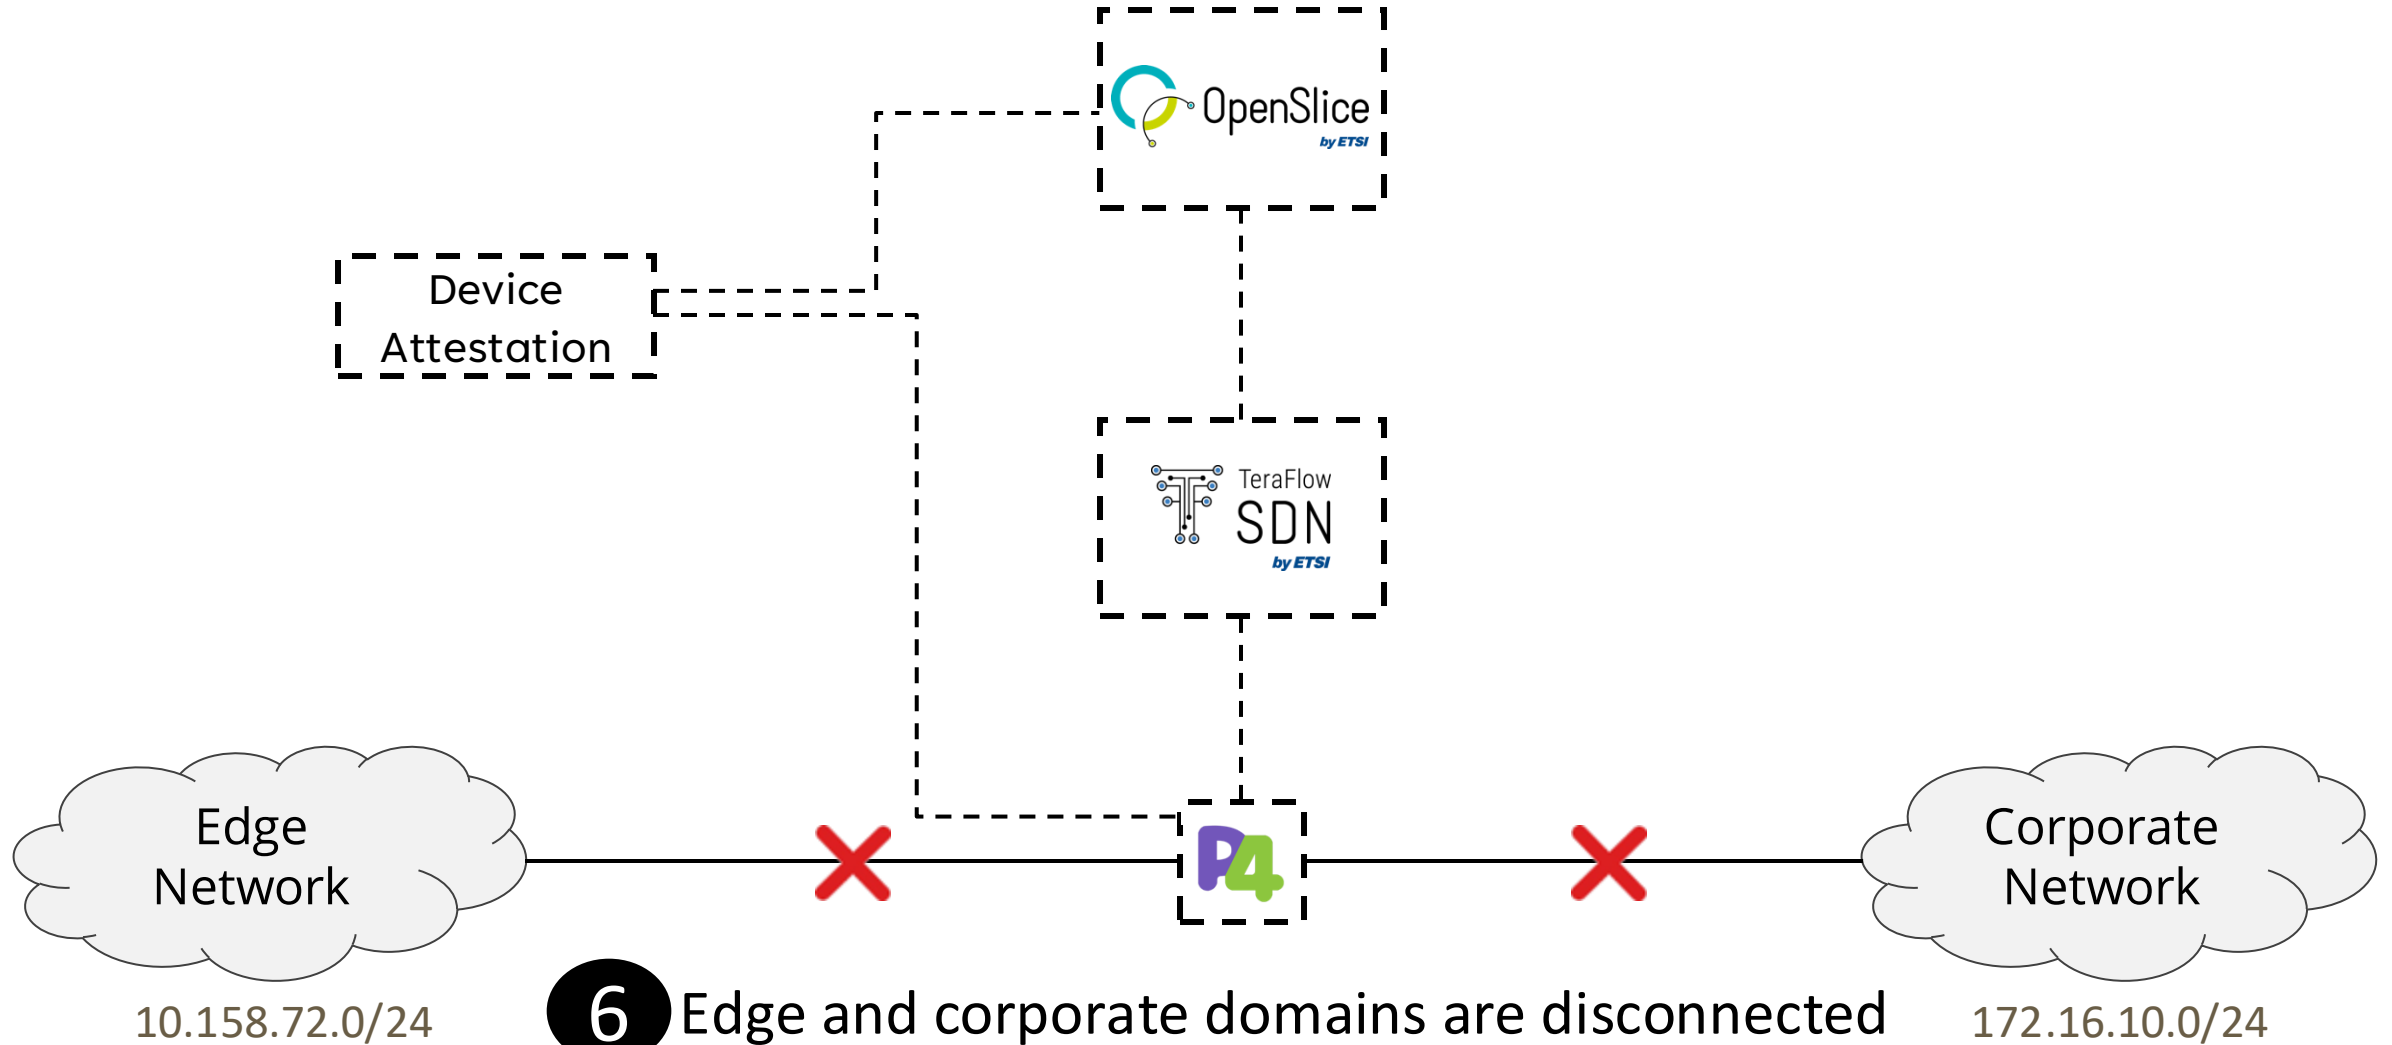 OpenSlice
by ETSI
Device
Attestation
TeraFlow
SDN
by ETSI
P4
Edge
Network
Corporate
Network
10.158.72.0/24
6 Edge and corporate domains are disconnected
172.16.10.0/24